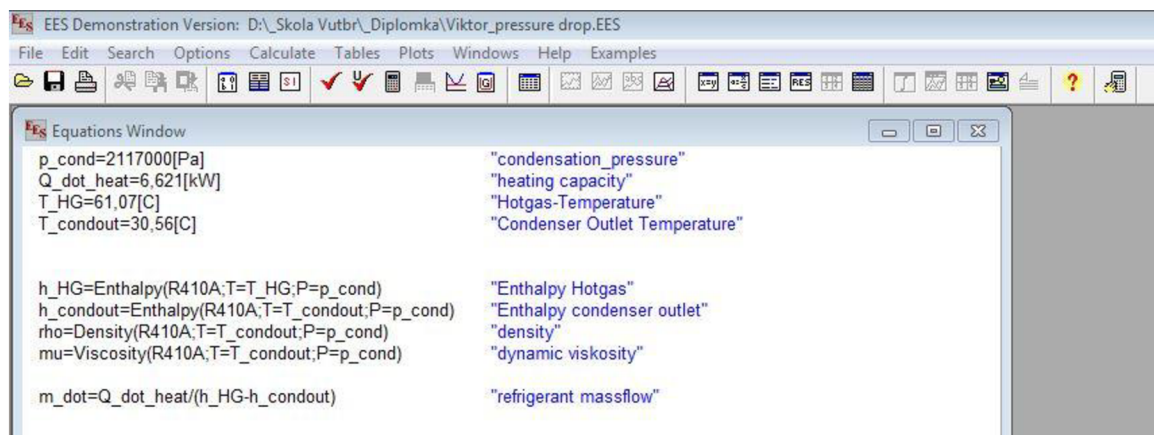 EES EES Demonstration Version: D:\_Skola Vutbr\_Diplomka\Viktor_pressure drop.EES
File Edit Search Options Calculate Tables Plots Windows Help Examples
EES Equations Window
p_cond=2117000[Pa] "condensation_pressure"
Q_dot_heat=6,621[kW] "heating capacity"
T_HG=61,07[C] "Hotgas-Temperature"
T_condout=30,56[C] "Condenser Outlet Temperature"
h_HG=Enthalpy(R410A;T=T_HG;P=p_cond) "Enthalpy Hotgas"
h_condout=Enthalpy(R410A;T=T_condout;P=p_cond) "Enthalpy condenser outlet"
rho=Density(R410A;T=T_condout;P=p_cond) "density"
mu=Viscosity(R410A;T=T_condout;P=p_cond) "dynamic viskosity"
m_dot=Q_dot_heat/(h_HG-h_condout) "refrigerant massflow"